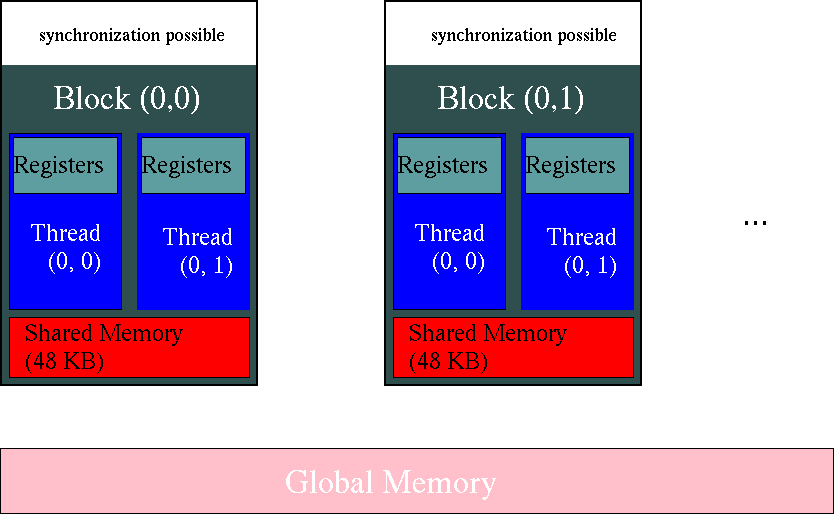 synchronization possible
Block (0,0)
Registers
Thread
(0, 0)
Registers
Thread
(0, 1)
Shared Memory
(48 KB)
synchronization possible
Block (0,1)
Registers
Thread
(0, 0)
Registers
Thread
(0, 1)
Shared Memory
(48 KB)
...
Global Memory